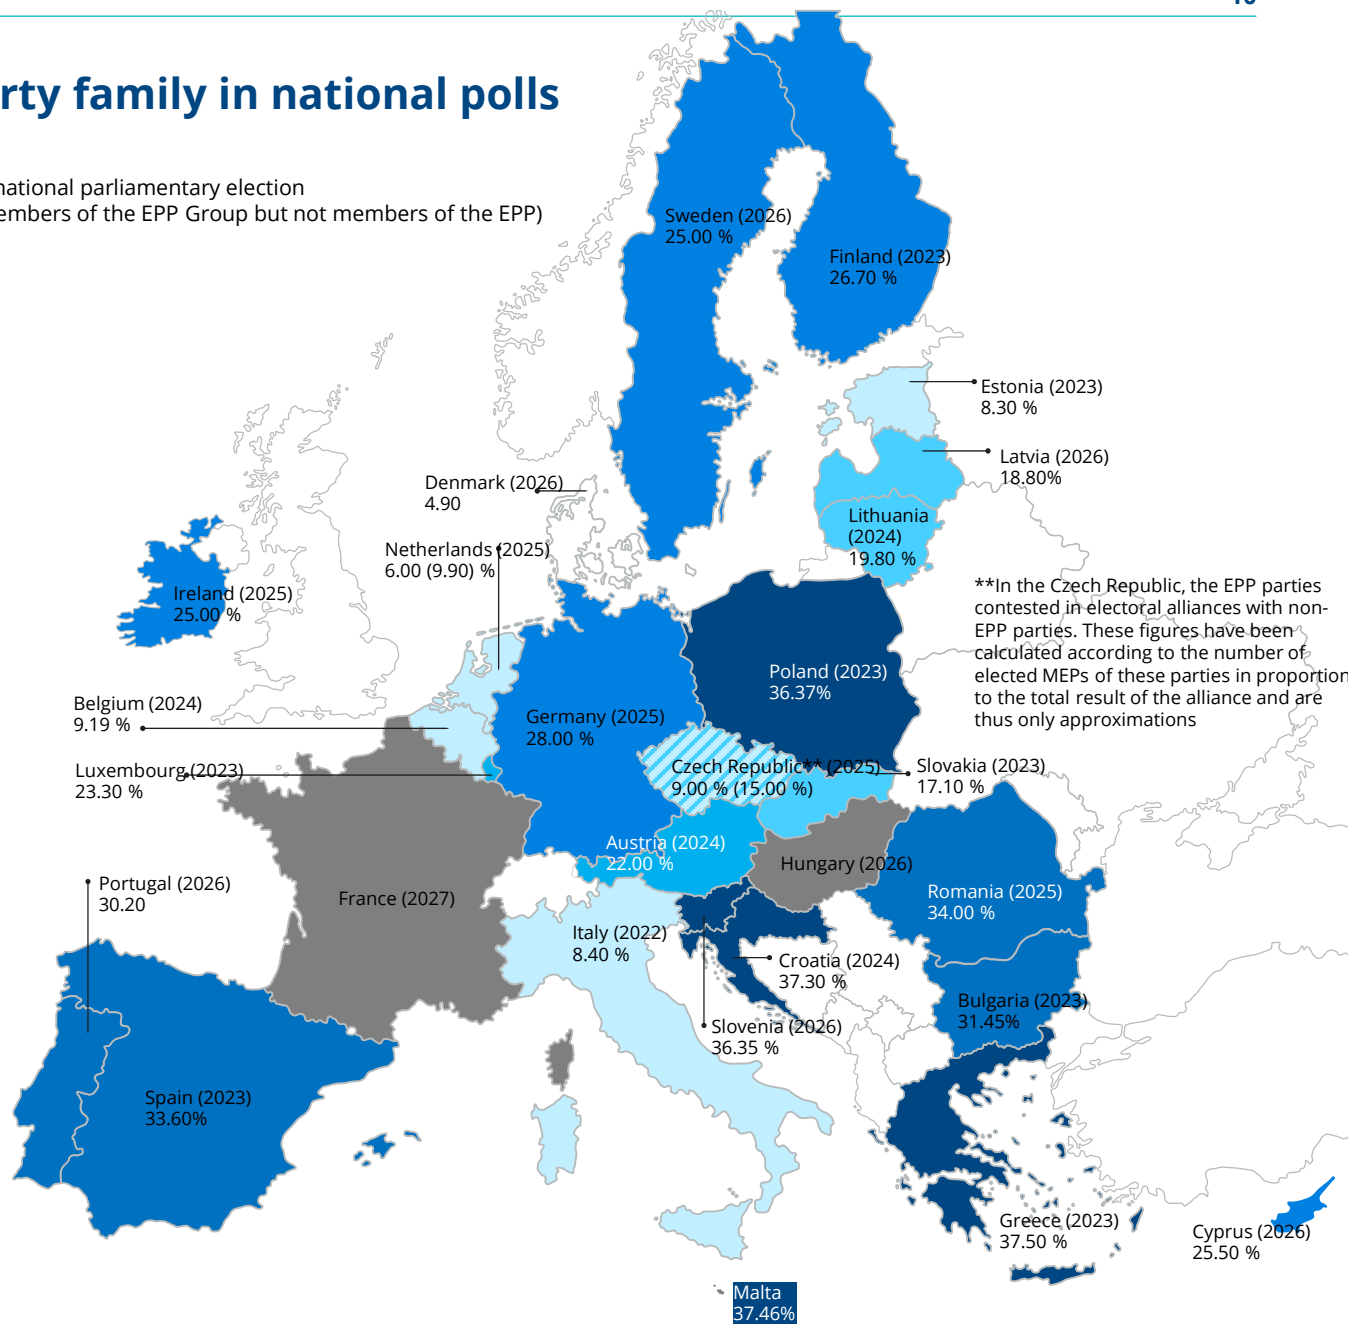 rty family in national polls
national parliamentary election
embers of the EPP Group but not members of the EPP)
Sweden (2026)
25.00 %
Finland (2023)
26.70 %
Estonia (2023)
8.30 %
Latvia (2026)
18.80%
Denmark (2026)
4.90
Lithuania
(2024)
19.80 %
Netherlands (2025)
6.00 (9.90) %
Ireland (2025)
25.00 %
**In the Czech Republic, the EPP parties
contested in electoral alliances with non-
EPP parties. These figures have been
calculated according to the number of
elected MEPs of these parties in proportion
to the total result of the alliance and are
thus only approximations
Poland (2023)
36.37%
Belgium (2024)
9.19 %
Germany (2025)
28.00 %
Luxembourg (2023)
23.30 %
Czech Republic** (2025)
9.00 % (15.00 %)
Slovakia (2023)
17.10 %
Austria (2024)
22.00 %
Hungary (2026)
Portugal (2026)
30.20
France (2027)
Romania (2025)
34.00 %
Italy (2022)
8.40 %
Croatia (2024)
37.30 %
Bulgaria (2023)
31.45%
Slovenia (2026)
36.35 %
Spain (2023)
33.60%
Greece (2023)
37.50 %
Cyprus (2026)
25.50 %
Malta
37.46%